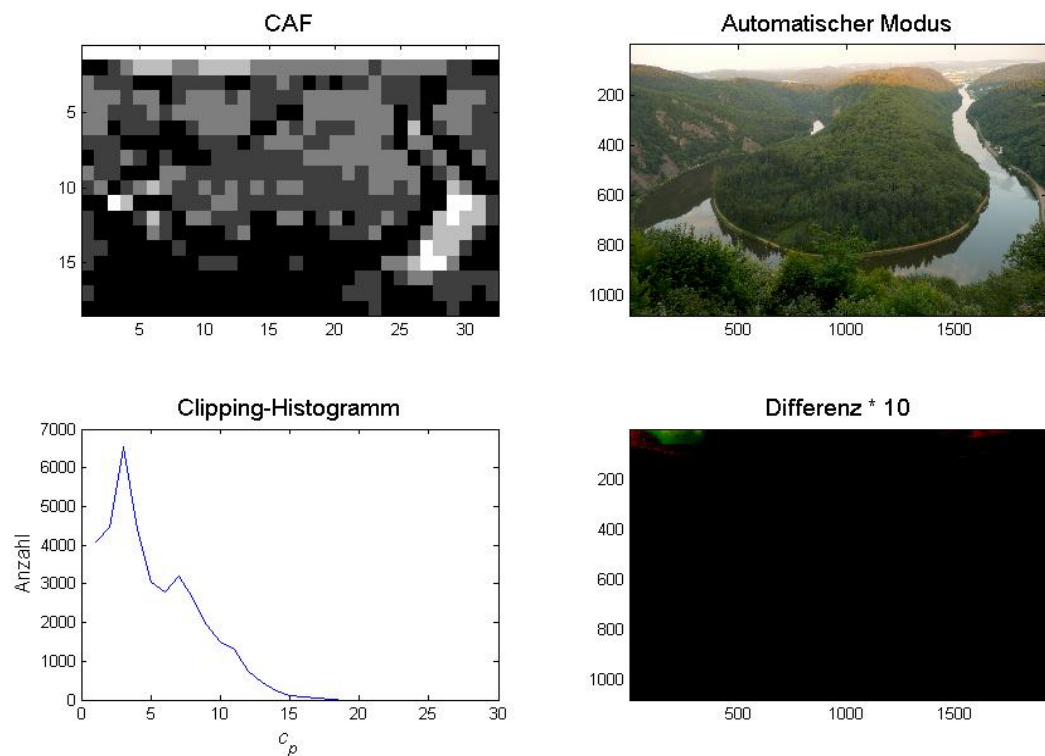 CAF
5
10
15
5 10 15 20 25 30
Automatischer Modus
200
400
600
800
1000
500 1000 1500
Clipping-Histogramm
7000
6000
5000
4000
3000
2000
1000
0
Anzahl
0 5 10 15 20 25 30
c_p
Differenz * 10
200
400
600
800
1000
500 1000 1500